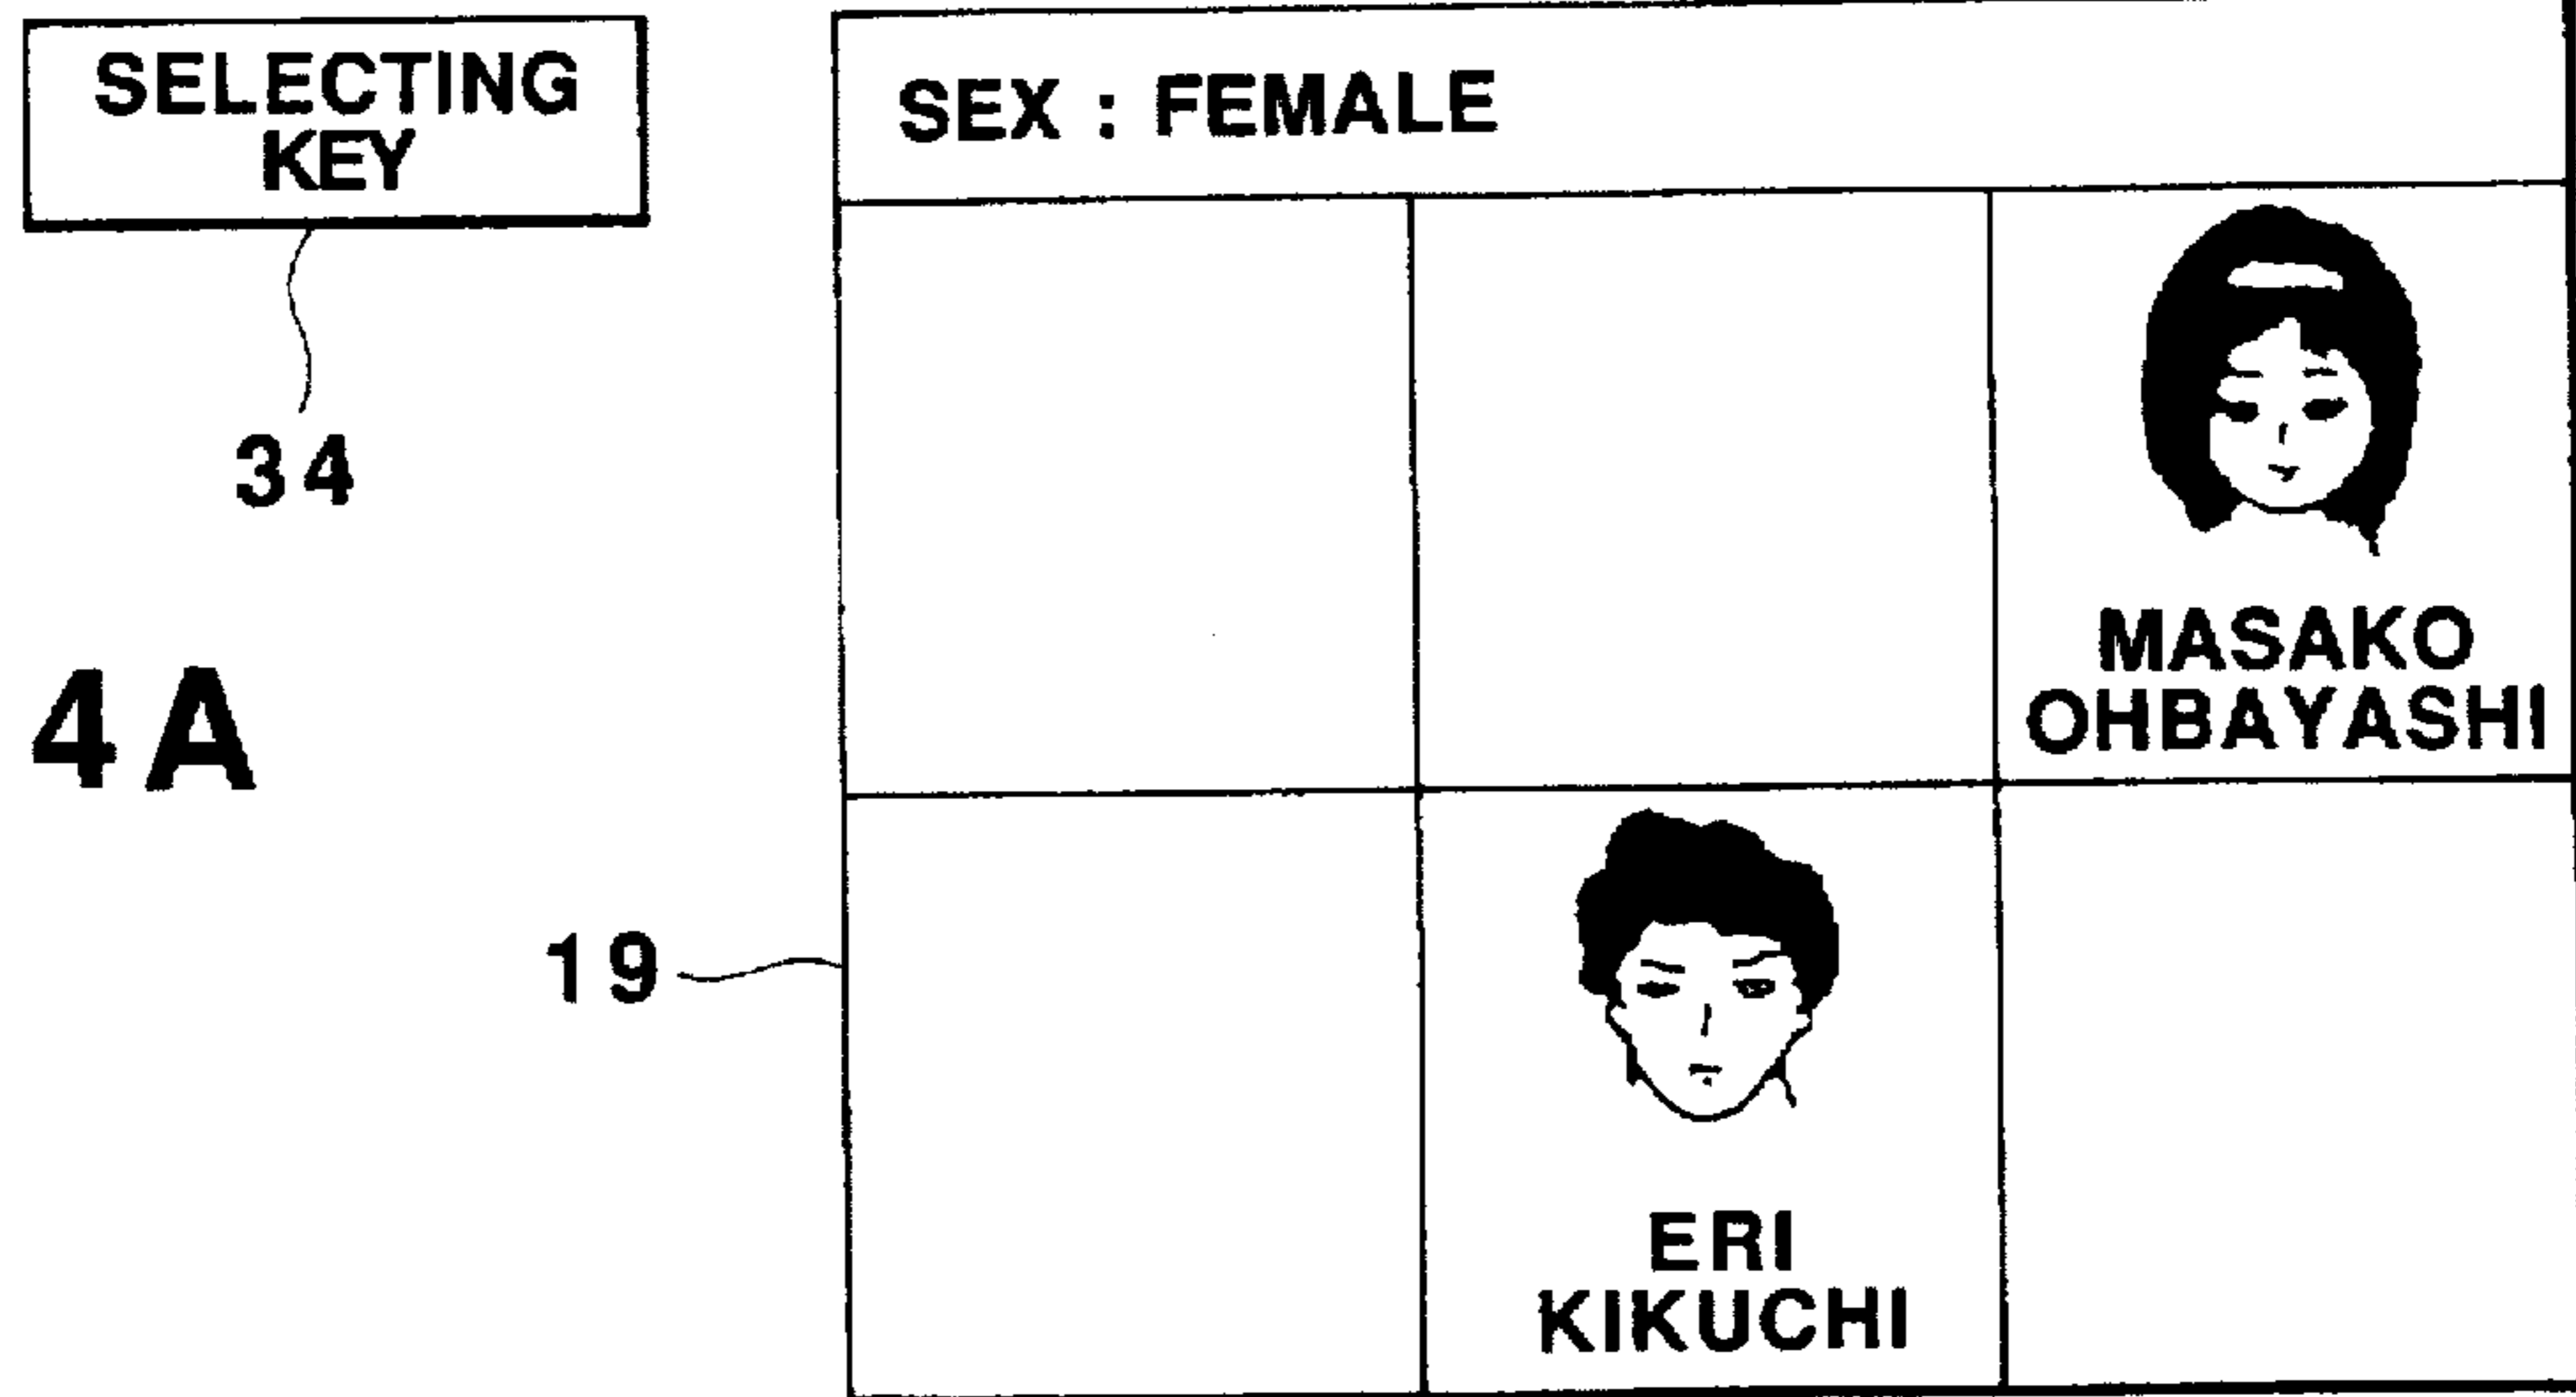 SELECTING
KEY
34
4A
SEX : FEMALE
MASAKO
OHBAYASHI
19
ERI
KIKUCHI